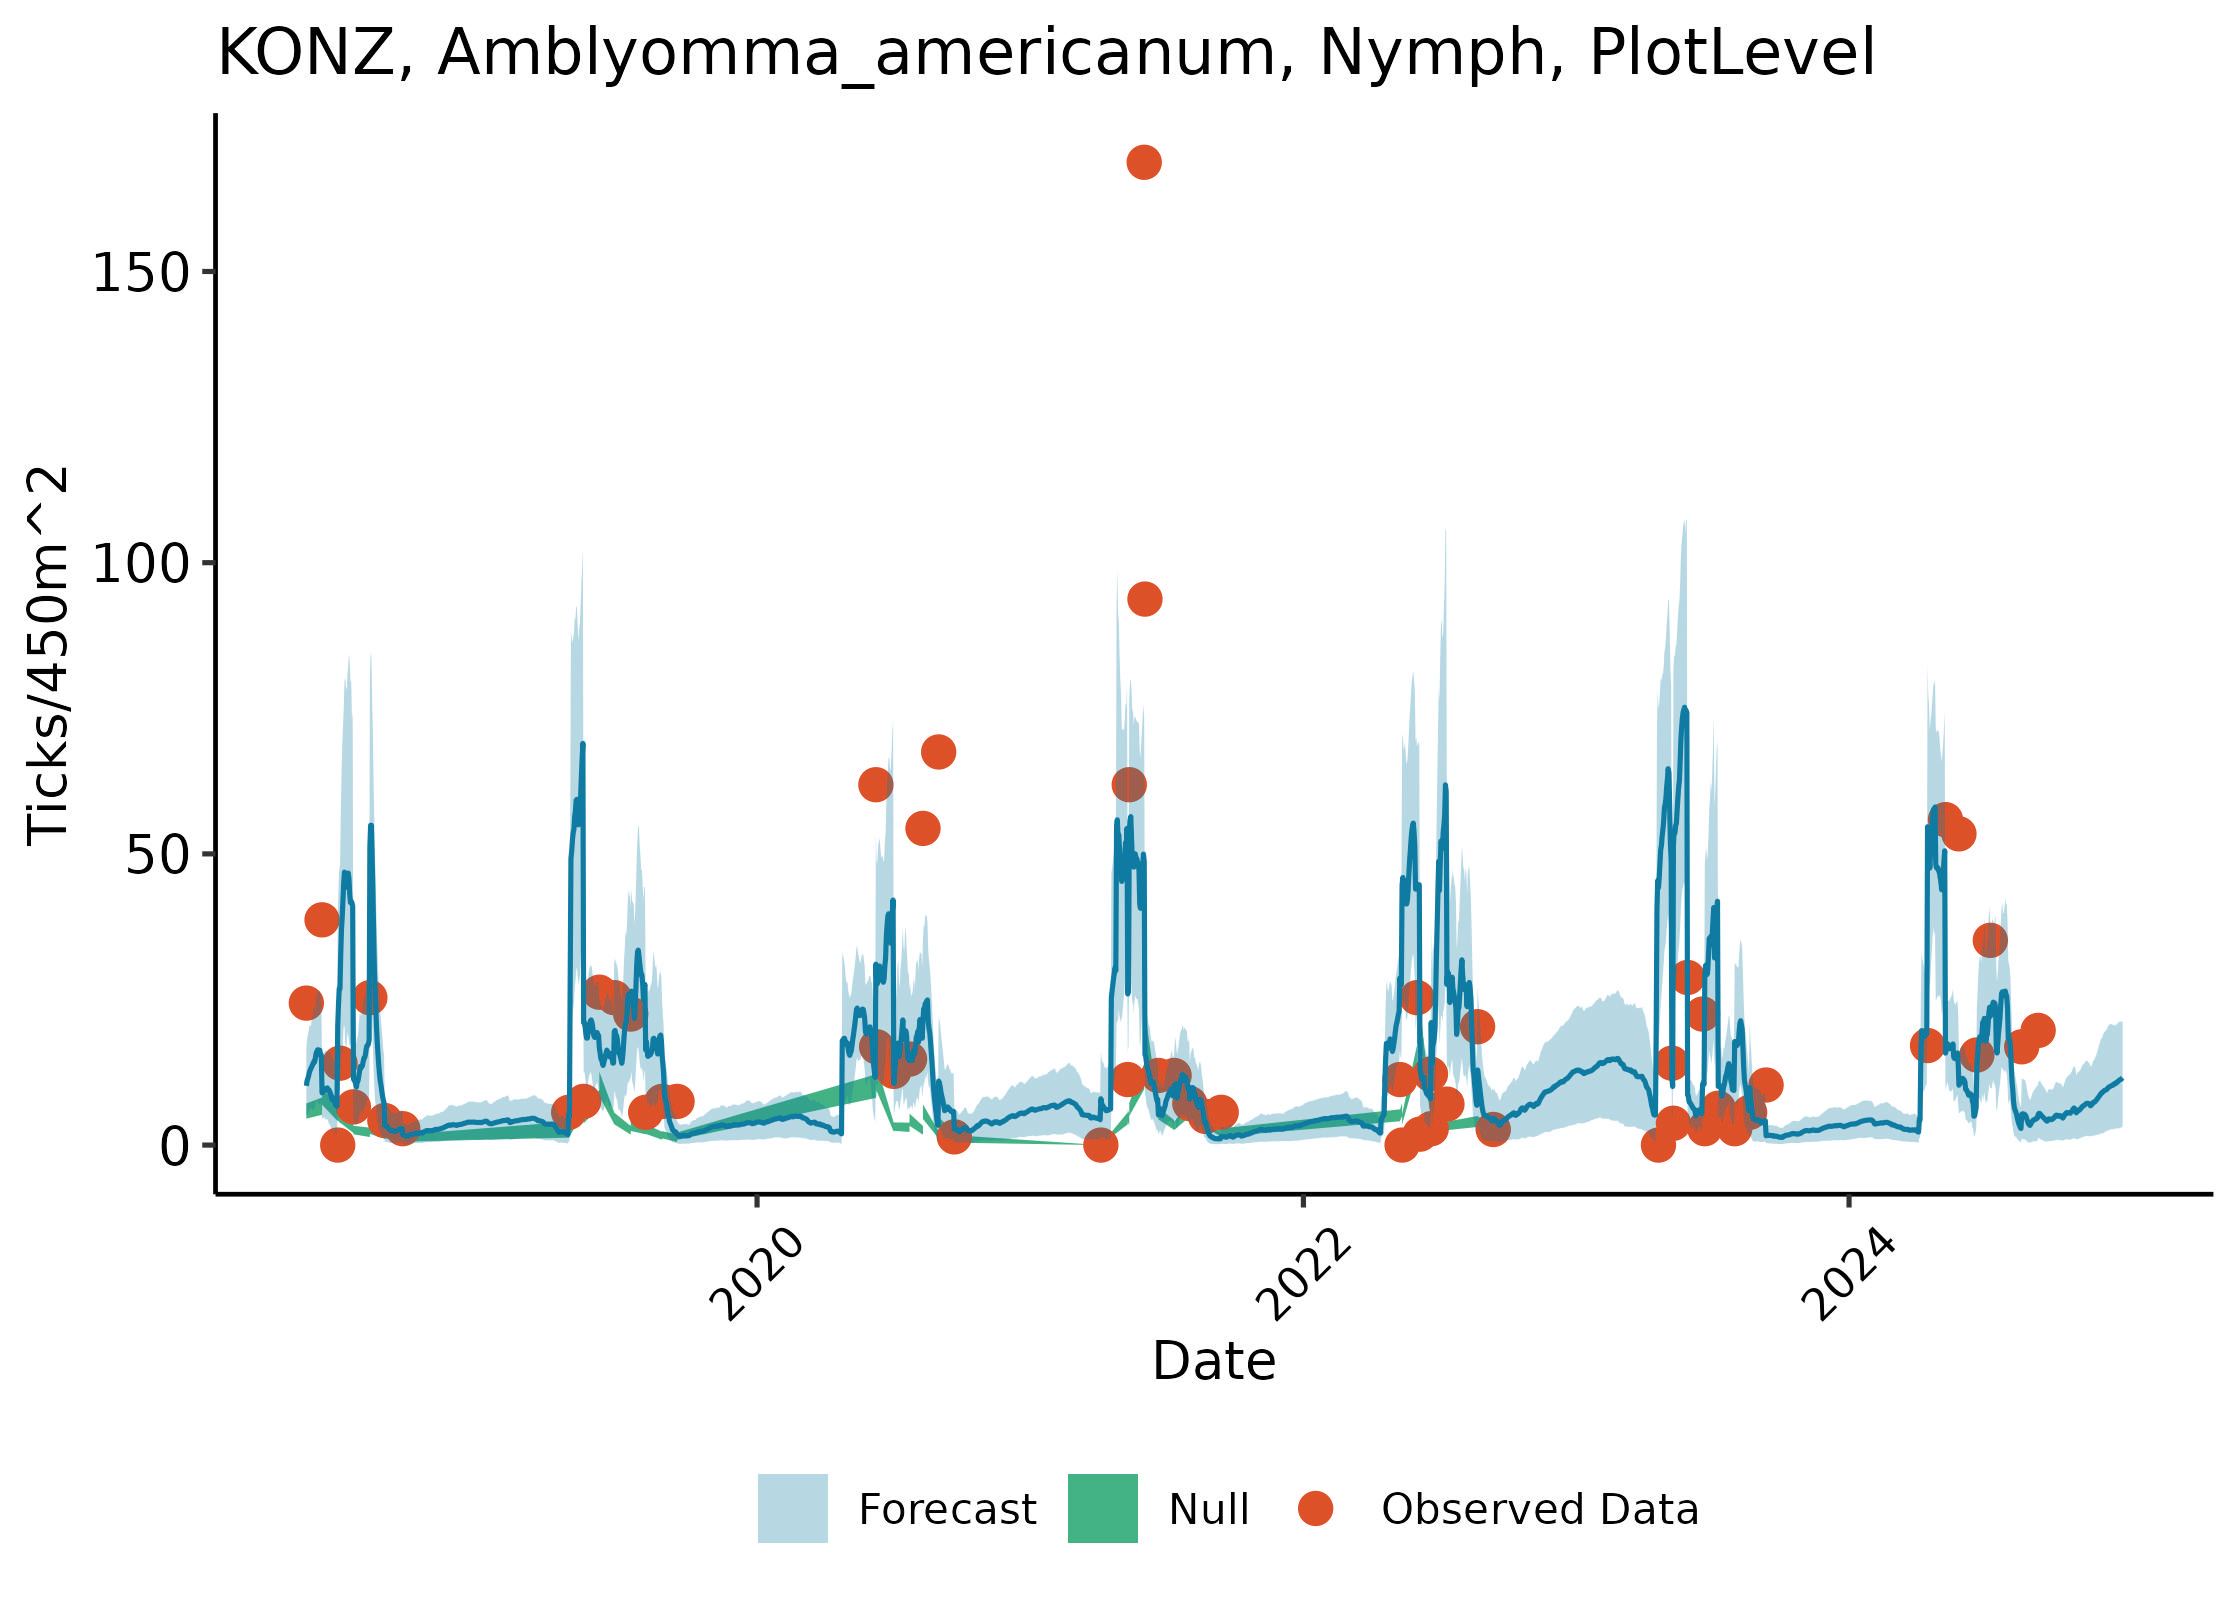 KONZ, Amblyomma_americanum, Nymph, PlotLevel
Ticks/450m^2
150
100
50
0
2020
2022
2024
Date
Forecast
Null
Observed Data